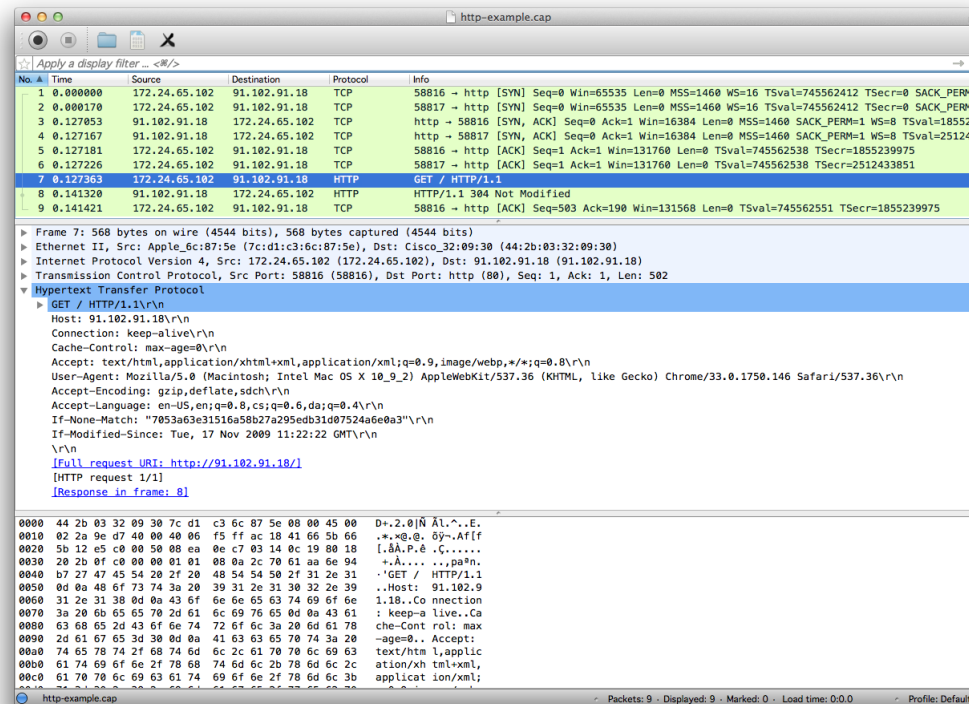 http-example.cap
Apply a display filter … <⌘/>
No. Time Source Destination Protocol Info
1 0.000000 172.24.65.102 91.102.91.18 TCP 58816 → http [SYN] Seq=0 Win=65535 Len=0 MSS=1460 WS=16 TSval=745562412 TSecr=0 SACK_PERM
2 0.000170 172.24.65.102 91.102.91.18 TCP 58817 → http [SYN] Seq=0 Win=65535 Len=0 MSS=1460 WS=16 TSval=745562412 TSecr=0 SACK_PERM
3 0.127053 91.102.91.18 172.24.65.102 TCP http → 58816 [SYN, ACK] Seq=0 Ack=1 Win=16384 Len=0 MSS=1460 SACK_PERM=1 WS=8 TSval=18552
4 0.127167 91.102.91.18 172.24.65.102 TCP http → 58817 [SYN, ACK] Seq=0 Ack=1 Win=16384 Len=0 MSS=1460 SACK_PERM=1 WS=8 TSval=25124
5 0.127181 172.24.65.102 91.102.91.18 TCP 58816 → http [ACK] Seq=1 Ack=1 Win=131760 Len=0 TSval=745562538 TSecr=1855239975
6 0.127226 172.24.65.102 91.102.91.18 TCP 58817 → http [ACK] Seq=1 Ack=1 Win=131760 Len=0 TSval=745562538 TSecr=2512433851
7 0.127363 172.24.65.102 91.102.91.18 HTTP GET / HTTP/1.1
8 0.141320 91.102.91.18 172.24.65.102 HTTP HTTP/1.1 304 Not Modified
9 0.141421 172.24.65.102 91.102.91.18 TCP 58816 → http [ACK] Seq=503 Ack=190 Win=131568 Len=0 TSval=745562551 TSecr=1855239975
Frame 7: 568 bytes on wire (4544 bits), 568 bytes captured (4544 bits)
Ethernet II, Src: Apple_6c:87:5e (7c:d1:c3:6c:87:5e), Dst: Cisco_32:09:30 (44:2b:03:32:09:30)
Internet Protocol Version 4, Src: 172.24.65.102 (172.24.65.102), Dst: 91.102.91.18 (91.102.91.18)
Transmission Control Protocol, Src Port: 58816 (58816), Dst Port: http (80), Seq: 1, Ack: 1, Len: 502
Hypertext Transfer Protocol
GET / HTTP/1.1\r\n
Host: 91.102.91.18\r\n
Connection: keep-alive\r\n
Cache-Control: max-age=0\r\n
Accept: text/html,application/xhtml+xml,application/xml;q=0.9,image/webp,*/*;q=0.8\r\n
User-Agent: Mozilla/5.0 (Macintosh; Intel Mac OS X 10_9_2) AppleWebKit/537.36 (KHTML, like Gecko) Chrome/33.0.1750.146 Safari/537.36\r\n
Accept-Encoding: gzip,deflate,sdch\r\n
Accept-Language: en-US,en;q=0.8,cs;q=0.6,da;q=0.4\r\n
If-None-Match: "7053a63e31516a58b27a295edb31d07524a6e0a3"\r\n
If-Modified-Since: Tue, 17 Nov 2009 11:22:22 GMT\r\n
\r\n
[Full request URI: http://91.102.91.18/]
[HTTP request 1/1]
[Response in frame: 8]
0000 44 2b 03 32 09 30 7c d1 c3 6c 87 5e 08 00 45 00 D+.2.0|Ñ Ãl.^..E.
0010 02 2a 9e d7 40 00 40 06 f5 ff ac 18 41 66 5b 66 .*.×@.@. õÿ¬.Af[f
0020 5b 12 e5 c0 00 50 08 ea 0e c7 03 14 0c 19 80 18 [.åÀ.P.ê .Ç......
0030 20 2b 0f c0 00 00 01 01 08 0a 2c 70 61 aa 6e 94 +.À.... ..,paªn.
0040 b7 27 47 45 54 20 2f 20 48 54 54 50 2f 31 2e 31 ·'GET / HTTP/1.1
0050 0d 0a 48 6f 73 74 3a 20 39 31 2e 31 30 32 2e 39 ..Host: 91.102.9
0060 31 2e 31 38 0d 0a 43 6f 6e 6e 65 63 74 69 6f 6e 1.18..Co nnection
0070 3a 20 6b 65 65 70 2d 61 6c 69 76 65 0d 0a 43 61 : keep-a live..Ca
0080 63 68 65 2d 43 6f 6e 74 72 6f 6c 3a 20 6d 61 78 che-Cont rol: max
0090 2d 61 67 65 3d 30 0d 0a 41 63 63 65 70 74 3a 20 -age=0.. Accept:
00a0 74 65 78 74 2f 68 74 6d 6c 2c 61 70 70 6c 69 63 text/htm l,applic
00b0 61 74 69 6f 6e 2f 78 68 74 6d 6c 2b 78 6d 6c 2c ation/xh tml+xml,
00c0 61 70 70 6c 69 63 61 74 69 6f 6e 2f 78 6d 6c 3b applicat ion/xml;
http-example.cap Packets: 9 · Displayed: 9 · Marked: 0 · Load time: 0:0.0 Profile: Default